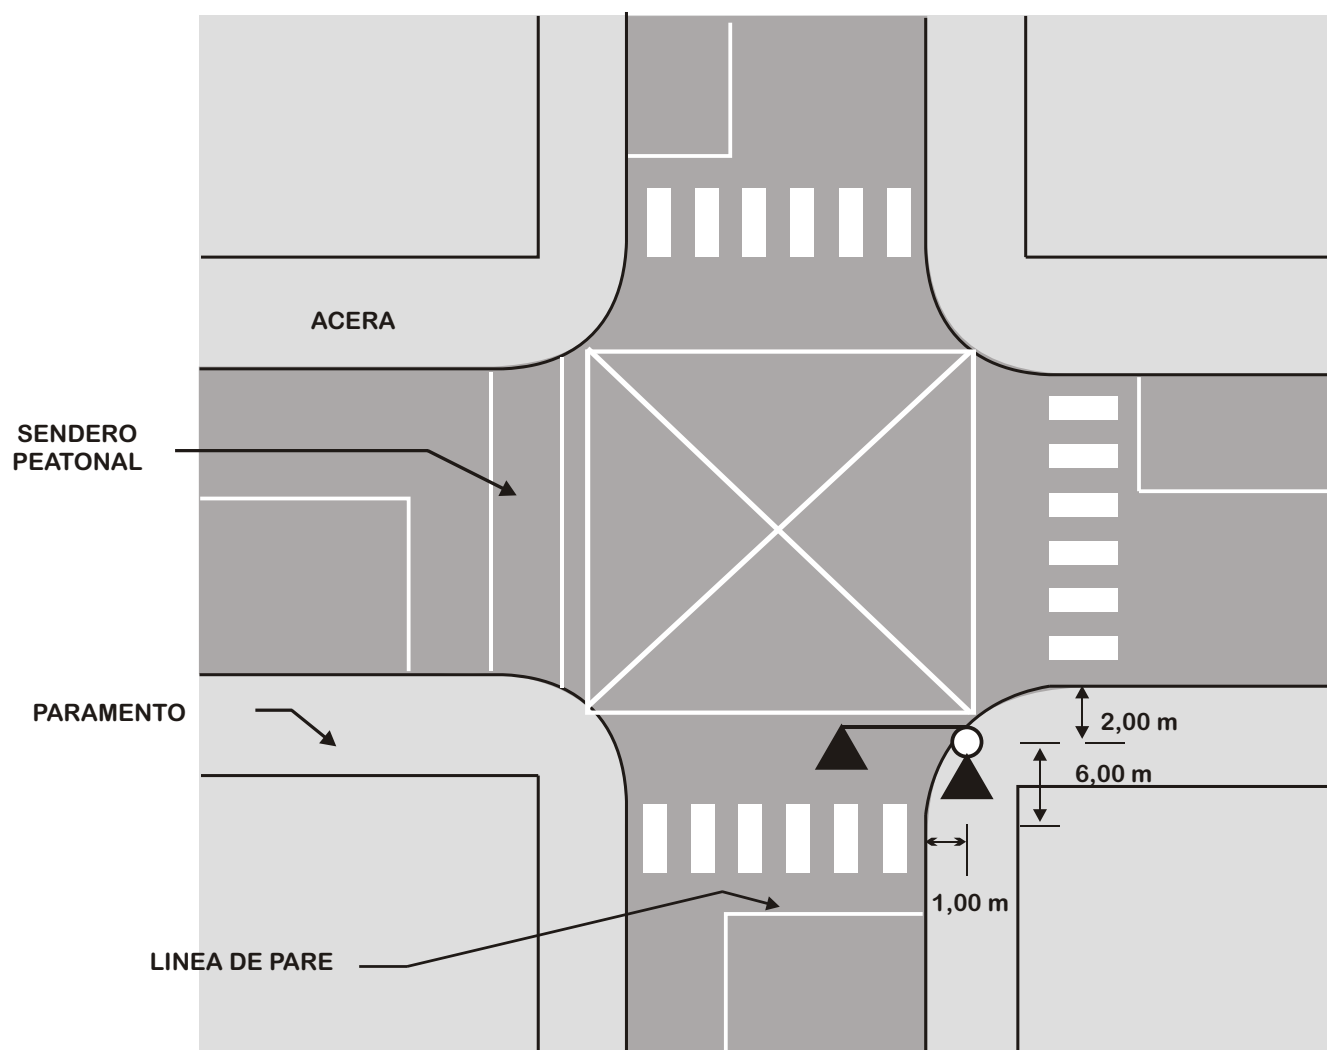 ACERA
SENDERO
PEATONAL
PARAMENTO
2,00 m
6,00 m
1,00 m
LINEA DE PARE